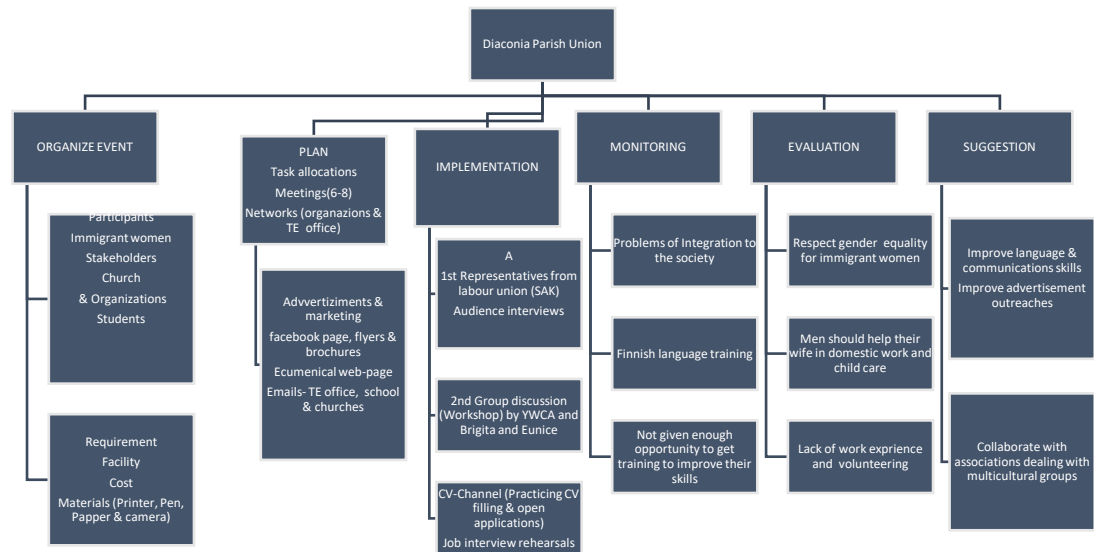 Diaconia Parish Union
ORGANIZE EVENT
Participants
Immigrant women
Stakeholders
Church
& Organizations
Students
Requirement
Facility
Cost
Materials (Printer, Pen,
Papper & camera)
PLAN
Task allocations
Meetings(6-8)
Networks (organazions &
TE office)
Advvertiziments &
marketing
facebook page, flyers &
brochures
Ecumenical web-page
Emails- TE office, school
& churches
IMPLEMENTATION
A
1st Representatives from
labour union (SAK)
Audience interviews
2nd Group discussion
(Workshop) by YWCA and
Brigita and Eunice
CV-Channel (Practicing CV
filling & open
applications)
Job interview rehearsals
MONITORING
Problems of Integration to
the society
Finnish language training
Not given enough
opportunity to get
training to improve their
skills
EVALUATION
Respect gender equality
for immigrant women
Men should help their
wife in domestic work and
child care
Lack of work exprience
and volunteering
SUGGESTION
Improve language &
communications skills
Improve advertisement
outreaches
Collaborate with
associations dealing with
multicultural groups